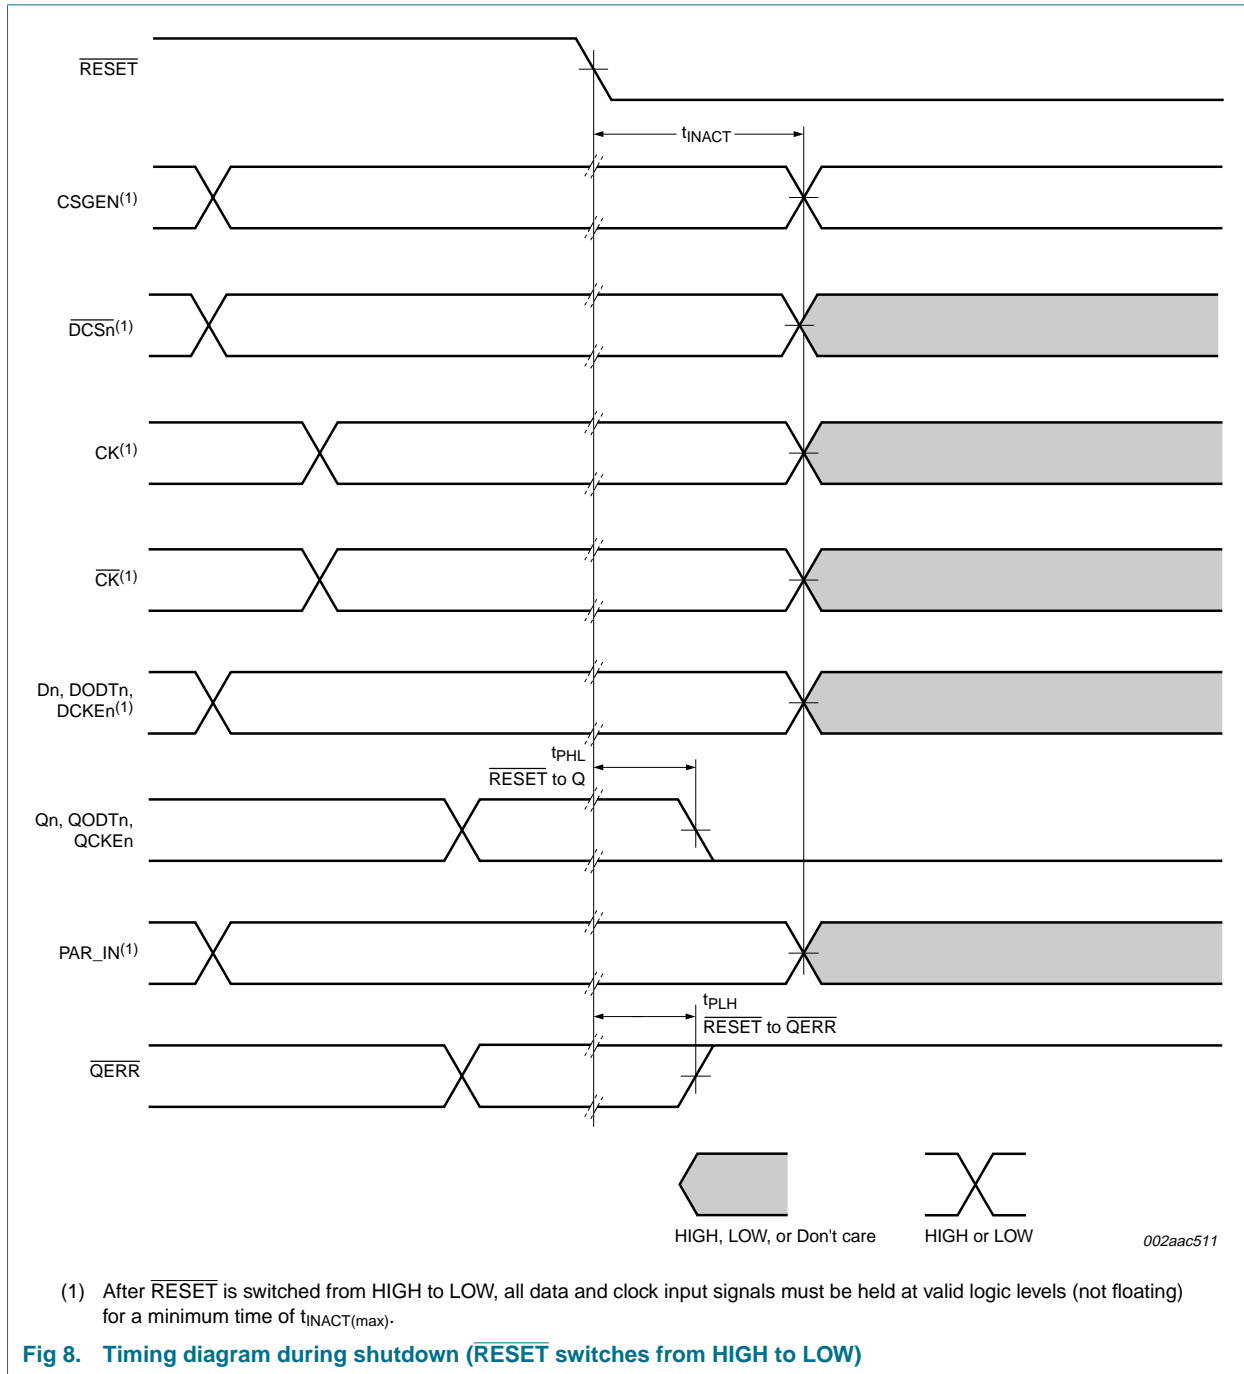 RESET
tINACT
CSGEN(1)
DCSn(1)
CK(1)
CK(1)
Dn, DODTn,
DCKEn(1)
tPHL
RESET to Q
Qn, QODTn,
QCKEn
PAR_IN(1)
tPLH
RESET to QERR
QERR
HIGH, LOW, or Don't care
HIGH or LOW
002aac511
(1) After RESET is switched from HIGH to LOW, all data and clock input signals must be held at valid logic levels (not floating)
for a minimum time of tINACT(max).
Fig 8. Timing diagram during shutdown (RESET switches from HIGH to LOW)